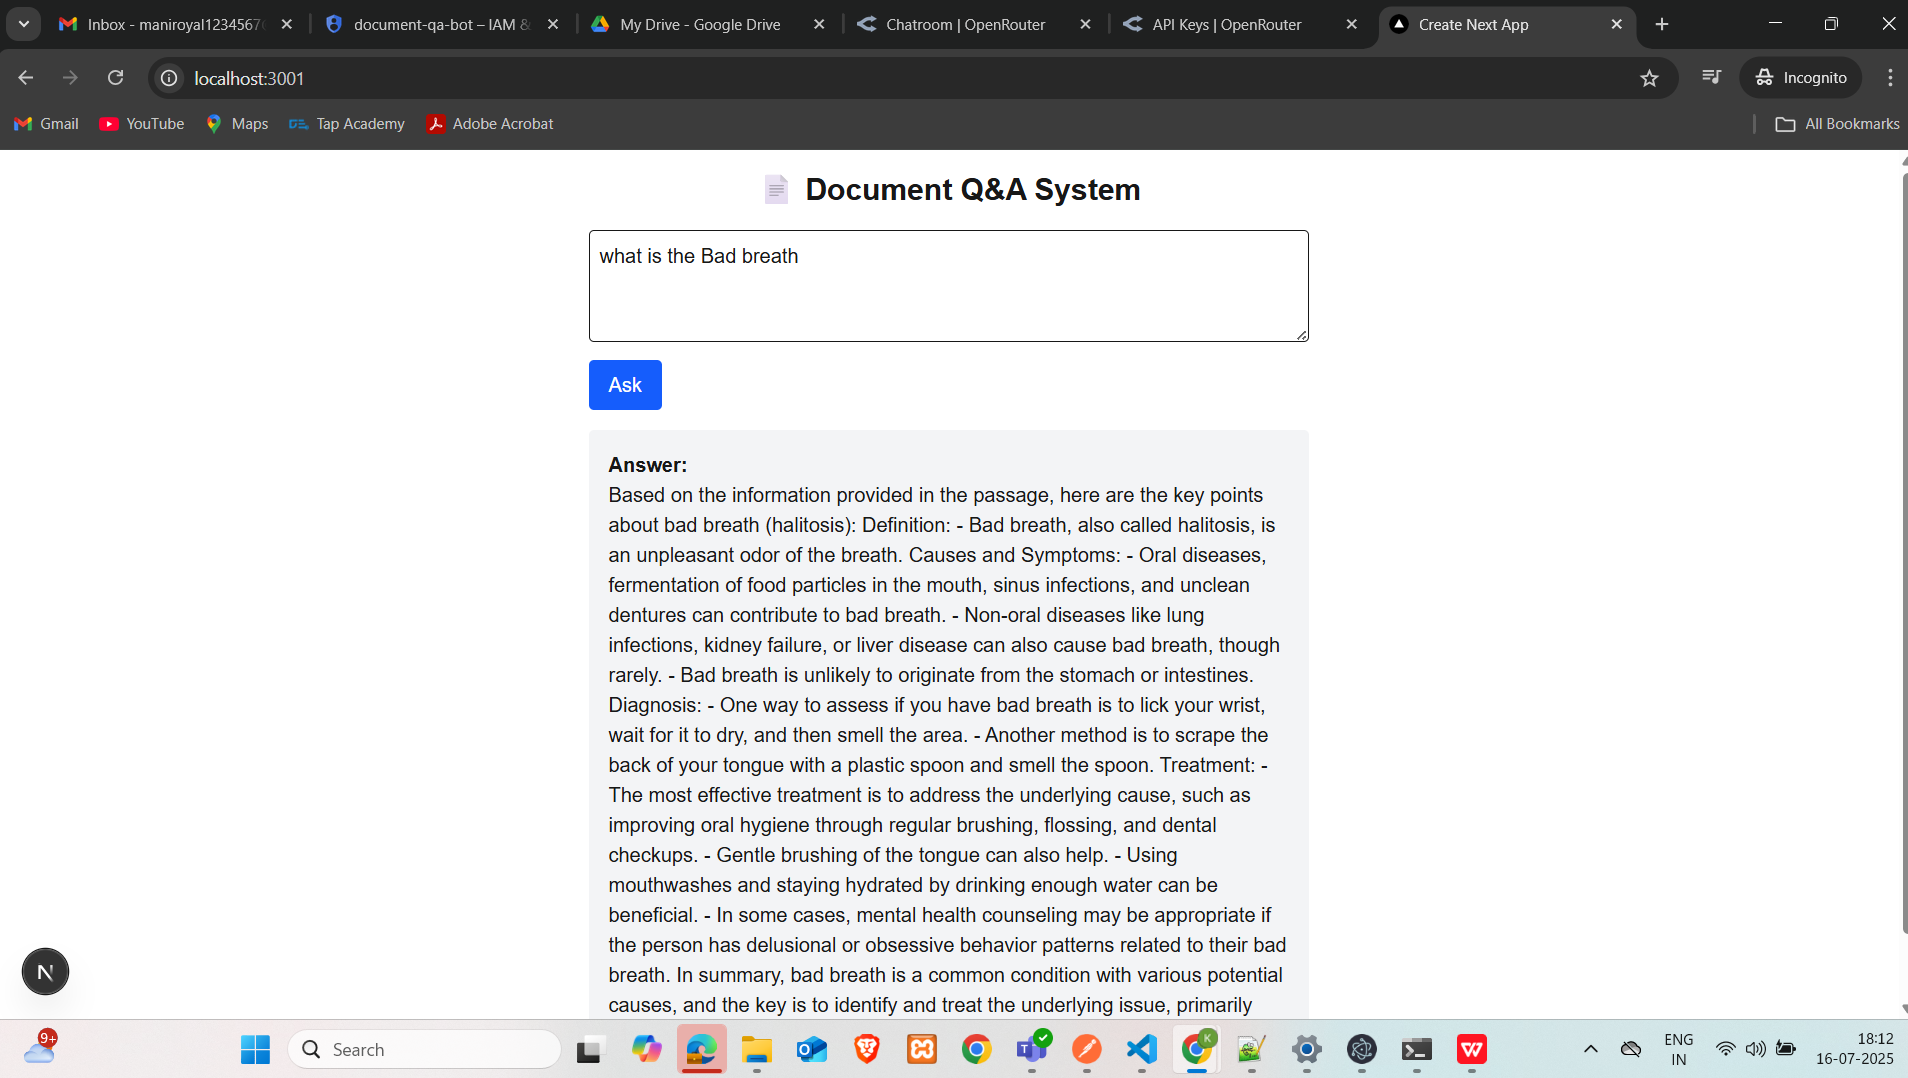 Inbox - maniroyal1234567
document-qa-bot – IAM &
My Drive - Google Drive
Chatroom | OpenRouter
API Keys | OpenRouter
Create Next App
localhost:3001
Incognito
Gmail
YouTube
Maps
Tap Academy
Adobe Acrobat
All Bookmarks
Document Q&A System
what is the Bad breath
Ask
Answer:
Based on the information provided in the passage, here are the key points
about bad breath (halitosis): Definition: - Bad breath, also called halitosis, is
an unpleasant odor of the breath. Causes and Symptoms: - Oral diseases,
fermentation of food particles in the mouth, sinus infections, and unclean
dentures can contribute to bad breath. - Non-oral diseases like lung
infections, kidney failure, or liver disease can also cause bad breath, though
rarely. - Bad breath is unlikely to originate from the stomach or intestines.
Diagnosis: - One way to assess if you have bad breath is to lick your wrist,
wait for it to dry, and then smell the area. - Another method is to scrape the
back of your tongue with a plastic spoon and smell the spoon. Treatment: -
The most effective treatment is to address the underlying cause, such as
improving oral hygiene through regular brushing, flossing, and dental
checkups. - Gentle brushing of the tongue can also help. - Using
mouthwashes and staying hydrated by drinking enough water can be
beneficial. - In some cases, mental health counseling may be appropriate if
the person has delusional or obsessive behavior patterns related to their bad
breath. In summary, bad breath is a common condition with various potential
causes, and the key is to identify and treat the underlying issue, primarily
N
9+
Search
K
ENG
IN
18:12
16-07-2025